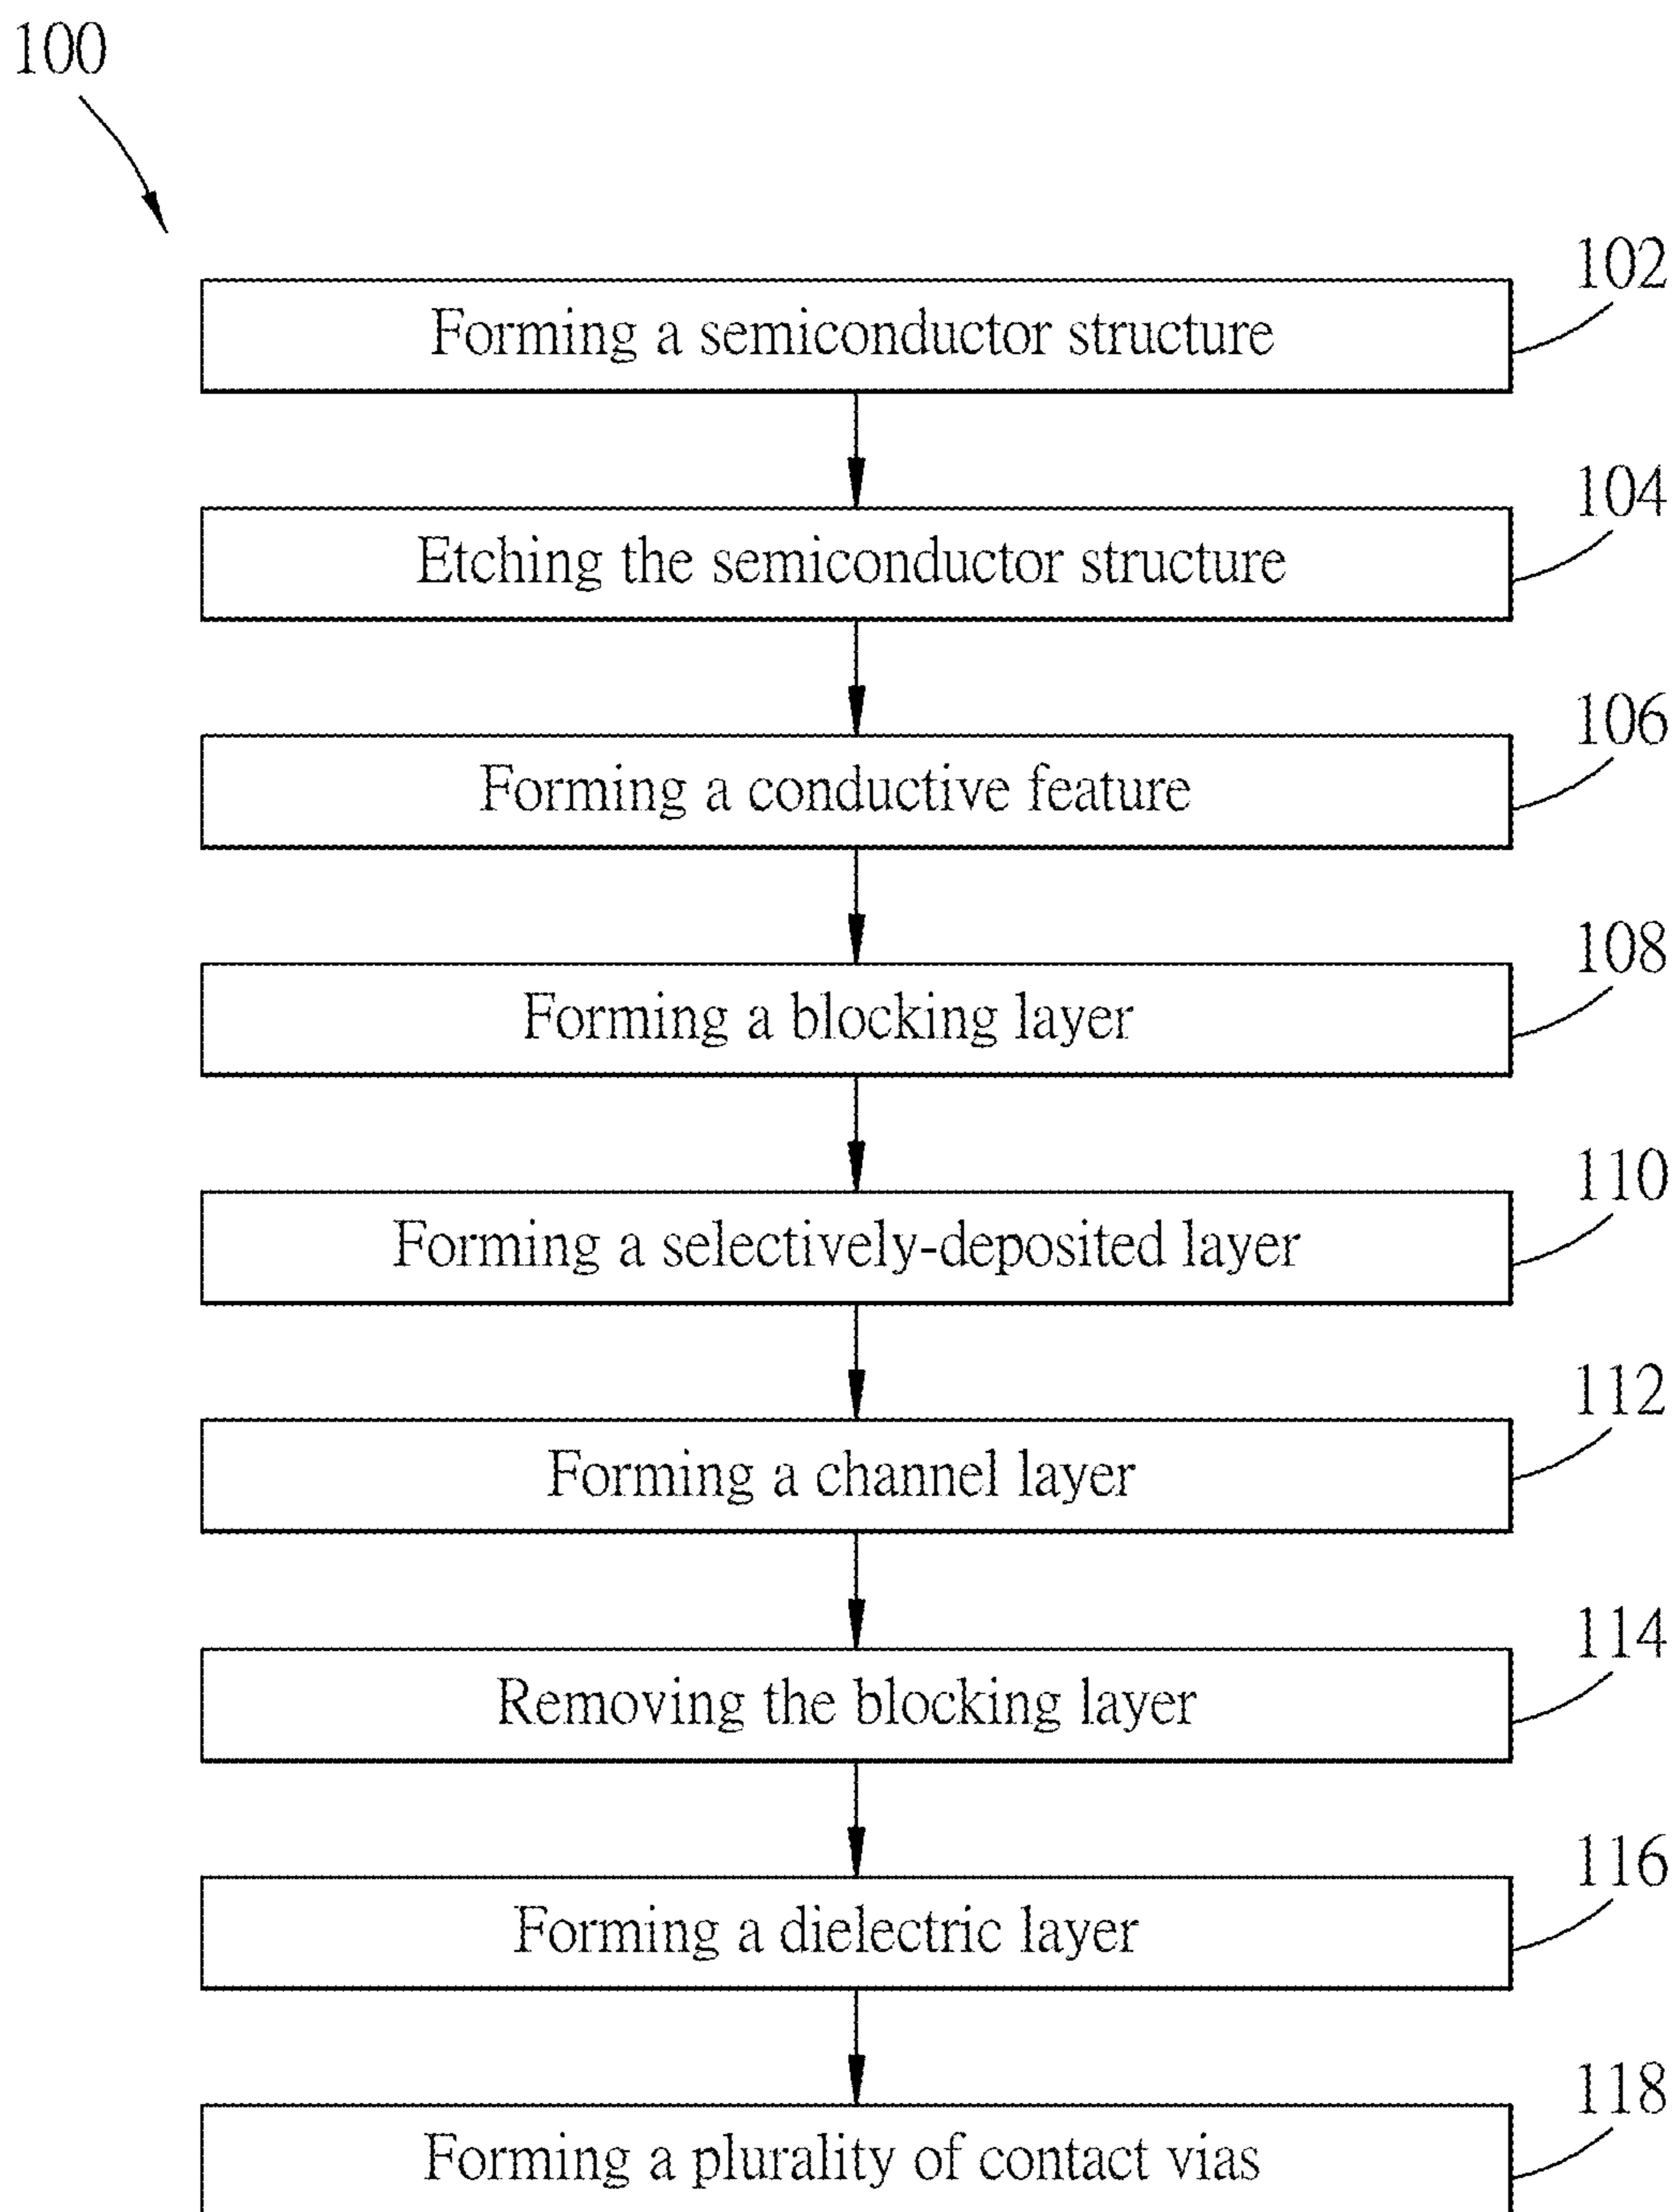 100
102
Forming a semiconductor structure
104
Etching the semiconductor structure
106
Forming a conductive feature
108
Forming a blocking layer
110
Forming a selectively-deposited layer
112
Forming a channel layer
114
Removing the blocking layer
116
Forming a dielectric layer
118
Forming a plurality of contact vias